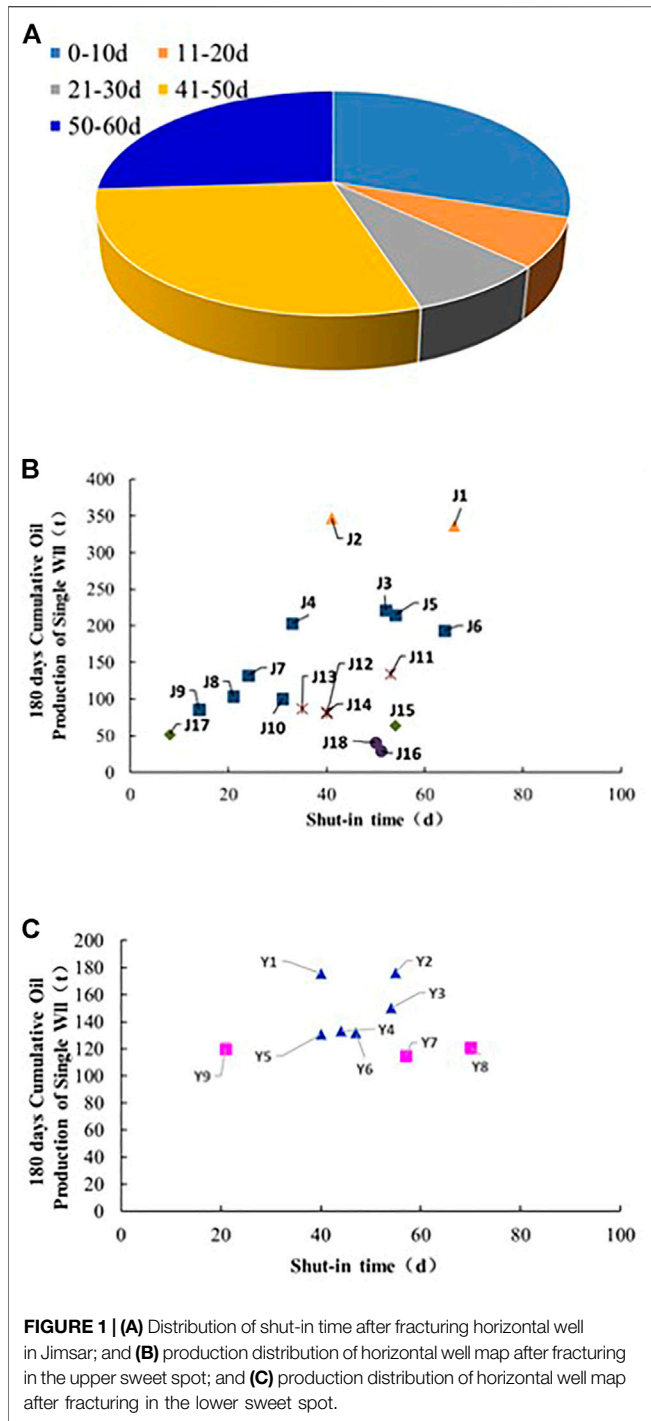 A
0-10d 11-20d
21-30d 41-50d
50-60d
B
180 days Cumulative Oil
Production of Single Wll (t)
400
350
300
250
200
150
100
50
0
J1
J2
J3
J4
J5
J6
J7
J8
J9
J10
J11
J12
J13
J14
J15
J16
J17
J18
0 20 40 60 80 100
Shut-in time (d)
C
180 days Cumulative Oil
Production of Single Wll (t)
200
180
160
140
120
100
80
60
40
20
0
Y1
Y2
Y3
Y4
Y5
Y6
Y7
Y8
Y9
0 20 40 60 80 100
Shut-in time (d)
FIGURE 1 | (A) Distribution of shut-in time after fracturing horizontal well
in Jimsar; and (B) production distribution of horizontal well map after fracturing
in the upper sweet spot; and (C) production distribution of horizontal well map
after fracturing in the lower sweet spot.